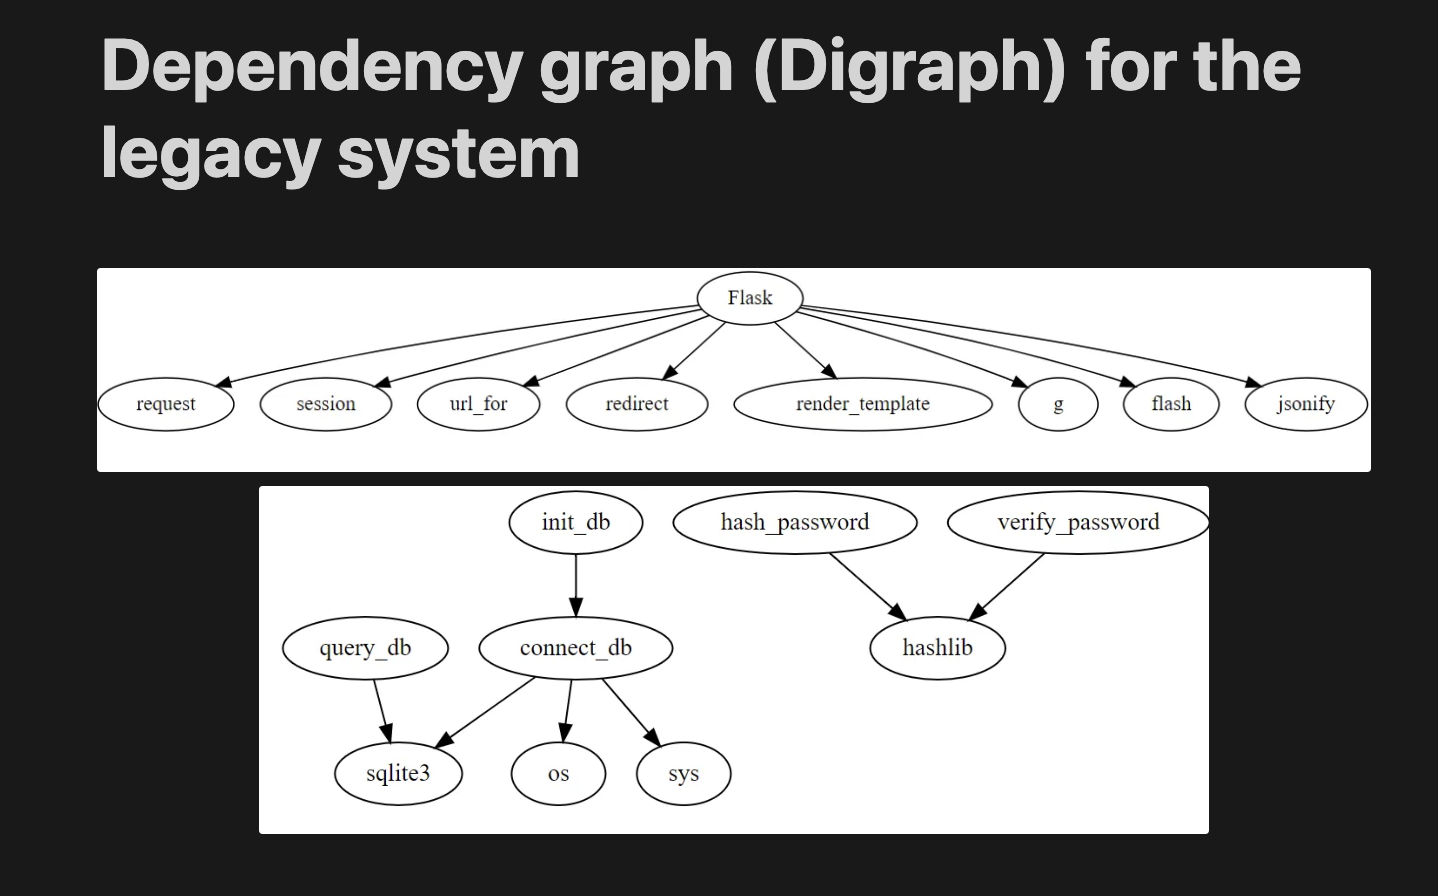 Dependency graph (Digraph) for the
legacy system
Flask
request session url_for redirect render_template g flash jsonify
init_db hash_password verify_password
query_db connect_db hashlib
sqlite3 os sys